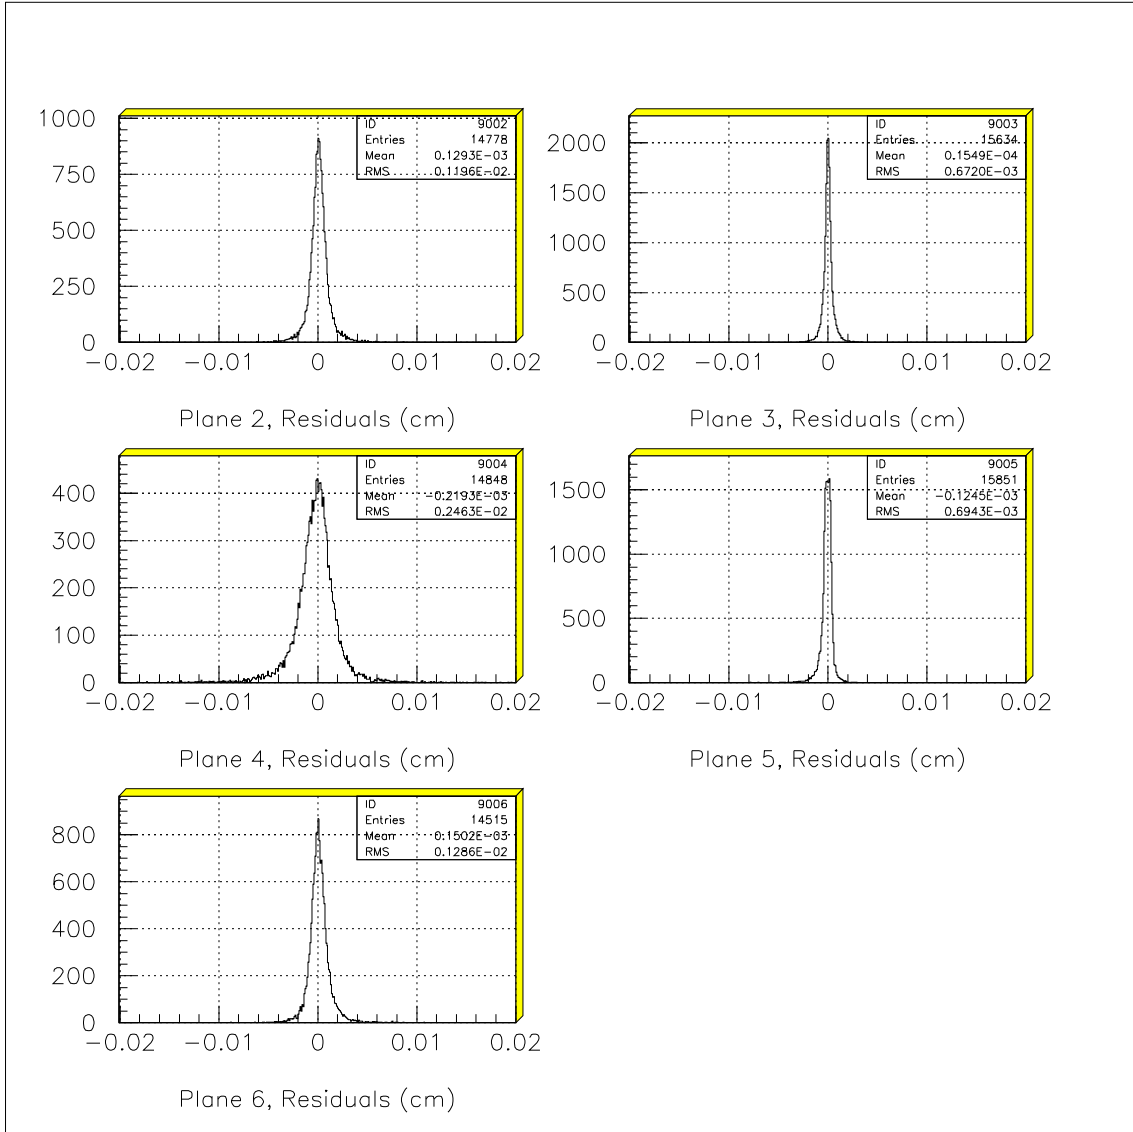 1000
750
500
250
0
ID 9002
Entries 14778
Mean 0.1293E-03
RMS 0.1196E-02
-0.02 -0.01 0 0.01 0.02
Plane 2, Residuals (cm)
2000
1500
1000
500
0
ID 9003
Entries 15634
Mean 0.1549E-04
RMS 0.6720E-03
-0.02 -0.01 0 0.01 0.02
Plane 3, Residuals (cm)
400
300
200
100
0
ID 9004
Entries 14848
Mean -0.2193E-03
RMS 0.2463E-02
-0.02 -0.01 0 0.01 0.02
Plane 4, Residuals (cm)
1500
1000
500
0
ID 9005
Entries 15851
Mean -0.1245E-03
RMS 0.6943E-03
-0.02 -0.01 0 0.01 0.02
Plane 5, Residuals (cm)
800
600
400
200
0
ID 9006
Entries 14515
Mean 0.1502E-03
RMS 0.1286E-02
-0.02 -0.01 0 0.01 0.02
Plane 6, Residuals (cm)